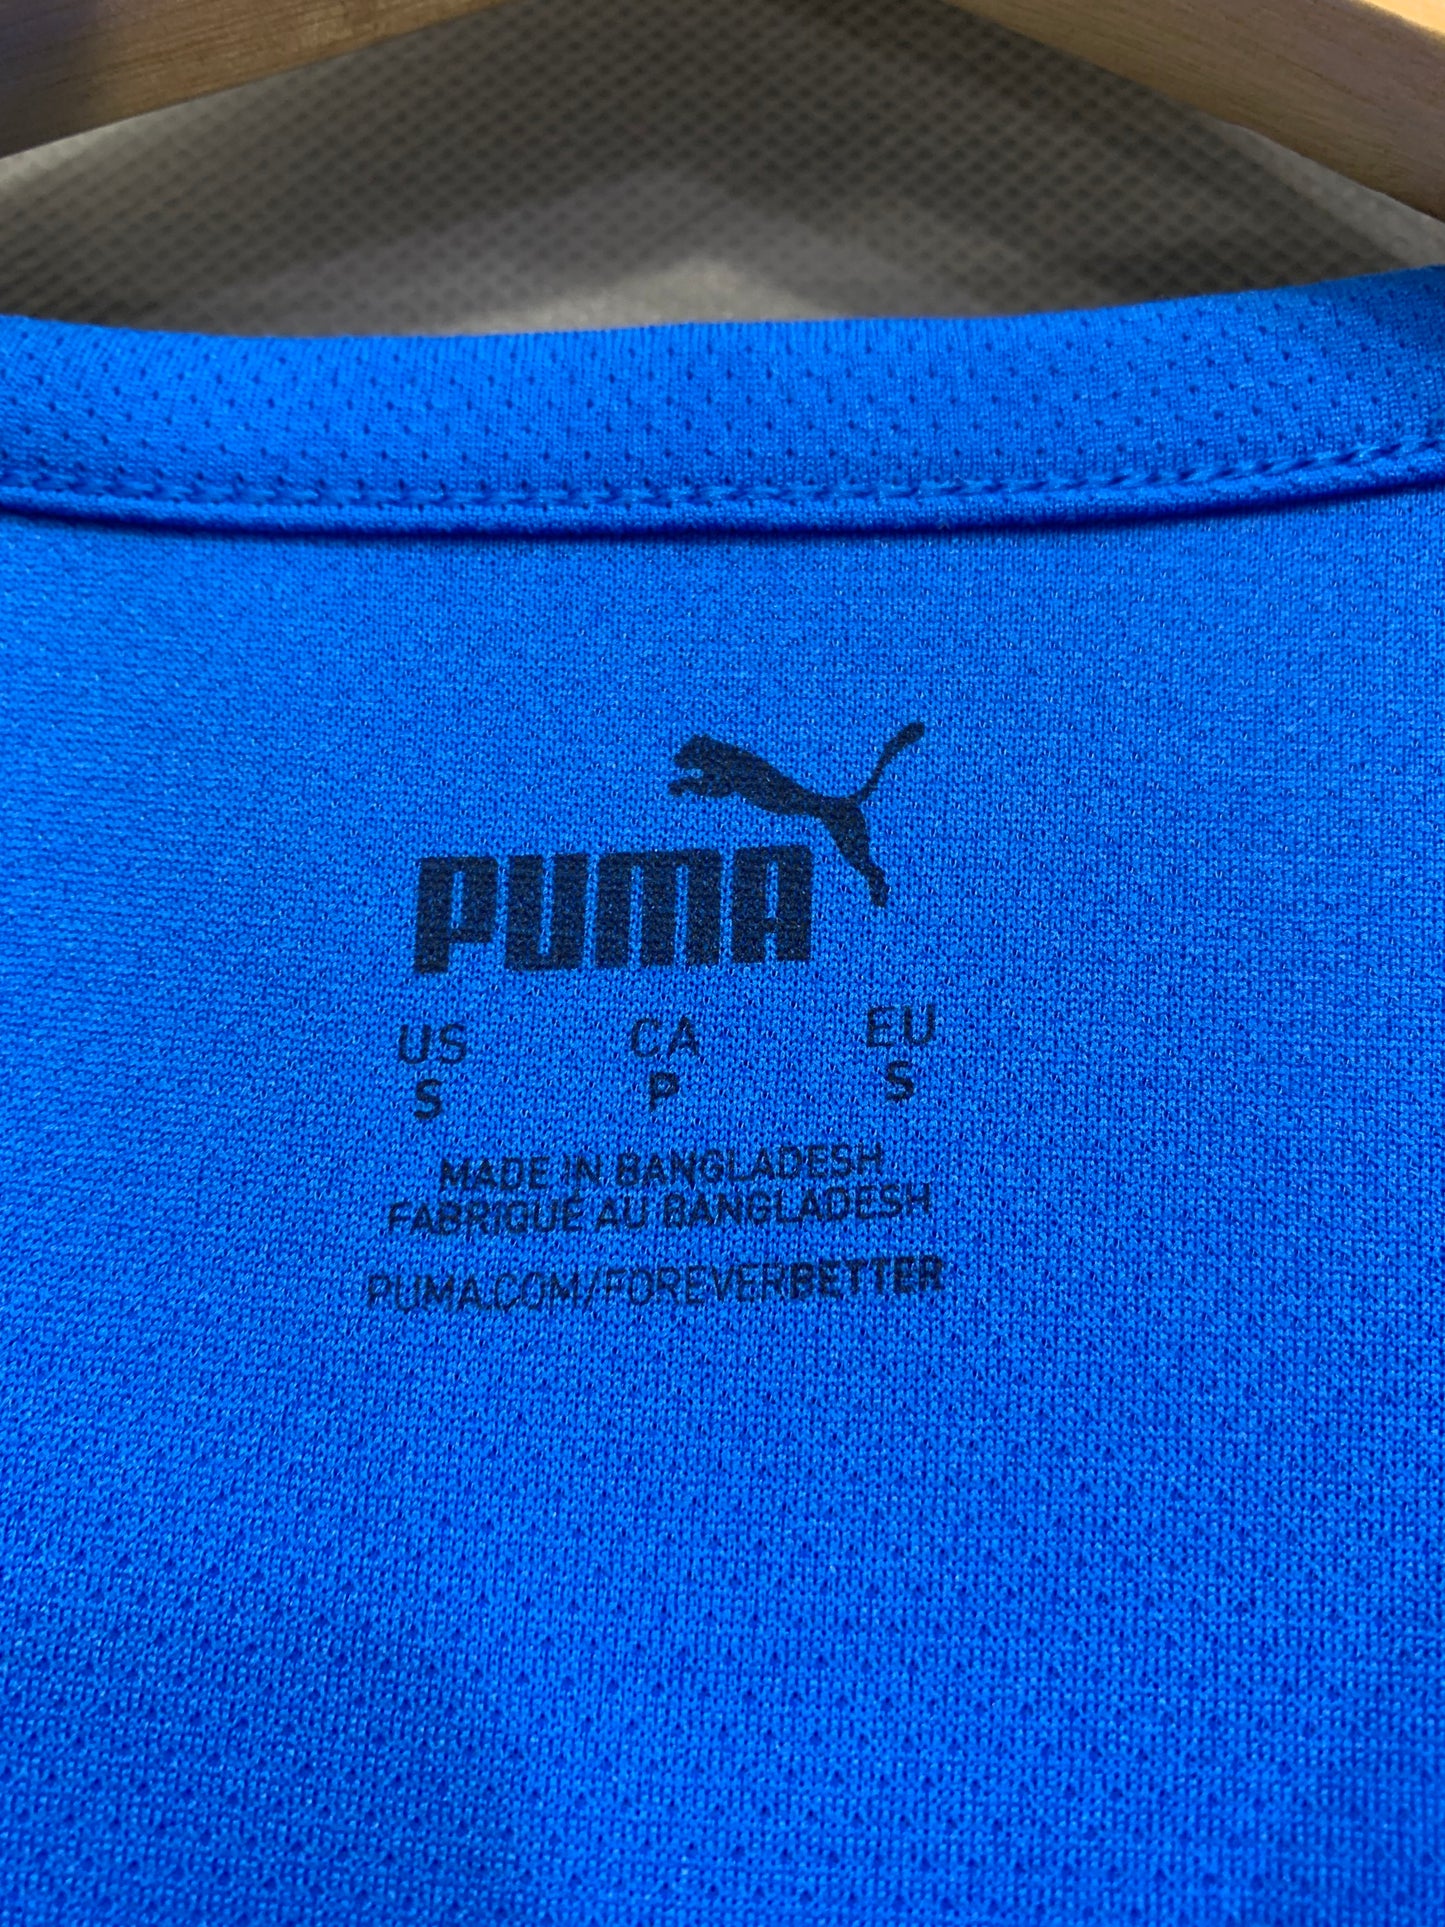 PUMA
US CA EU
S P S
MADE IN BANGLADESH
FABRIQUÉ AU BANGLADESH
PUMA.COM/FOREVERBETTER